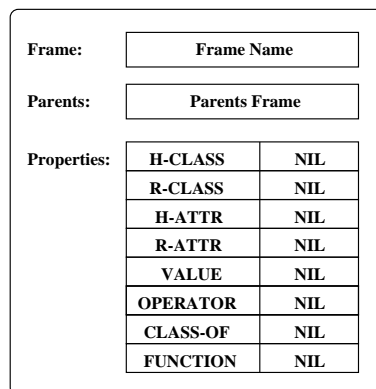 Frame: Frame Name
Parents: Parents Frame
Properties: H-CLASS NIL
R-CLASS NIL
H-ATTR NIL
R-ATTR NIL
VALUE NIL
OPERATOR NIL
CLASS-OF NIL
FUNCTION NIL